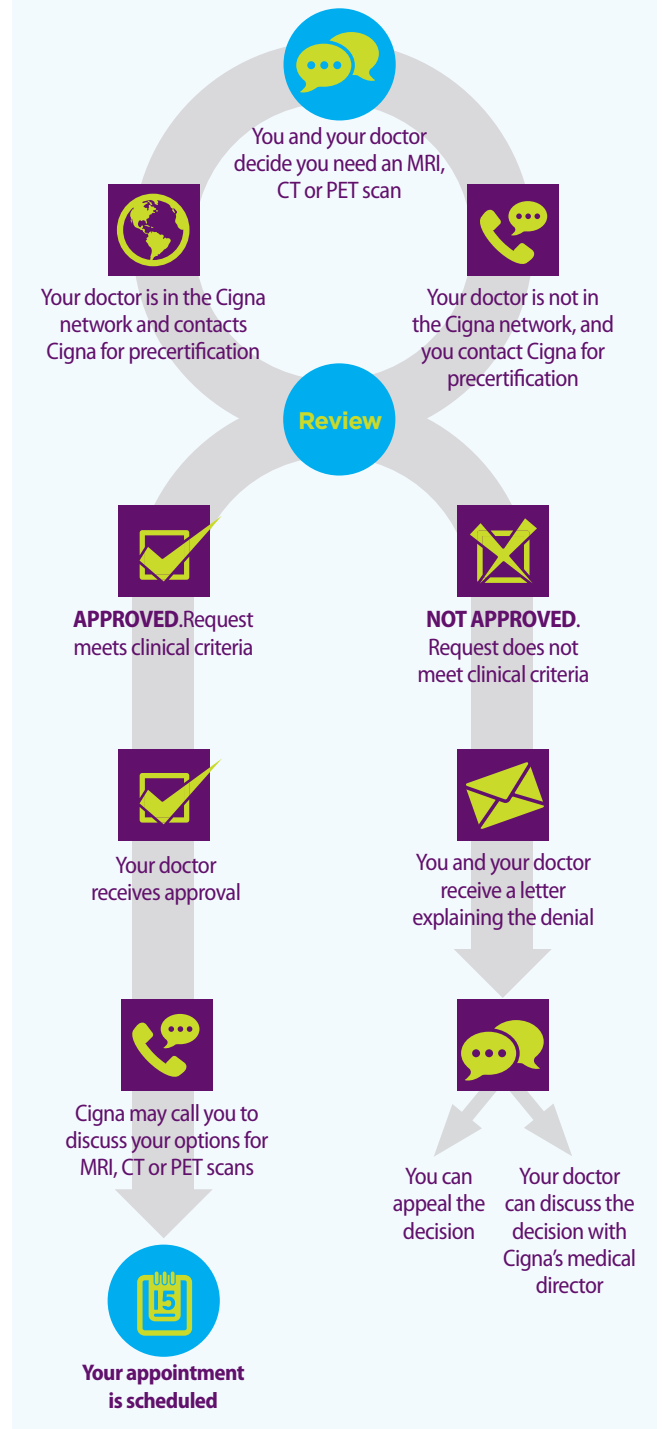 You and your doctor
decide you need an MRI,
CT or PET scan
Your doctor is in the Cigna
network and contacts
Cigna for precertification
Your doctor is not in
the Cigna network, and
you contact Cigna for
precertification
Review
APPROVED.Request
meets clinical criteria
NOT APPROVED.
Request does not
meet clinical criteria
Your doctor
receives approval
You and your doctor
receive a letter
explaining the denial
Cigna may call you to
discuss your options for
MRI, CT or PET scans
You can
appeal the
decision
Your doctor
can discuss the
decision with
Cigna’s medical
director
15
Your appointment
is scheduled